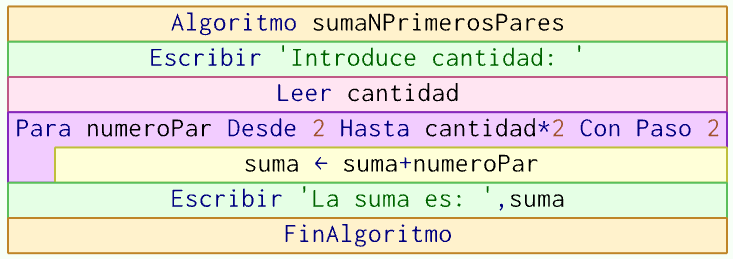 Algoritmo sumaNPrimerosPares
Escribir 'Introduce cantidad: '
Leer cantidad
Para numeroPar Desde 2 Hasta cantidad*2 Con Paso 2
suma ← suma+numeroPar
Escribir 'La suma es: ',suma
FinAlgoritmo